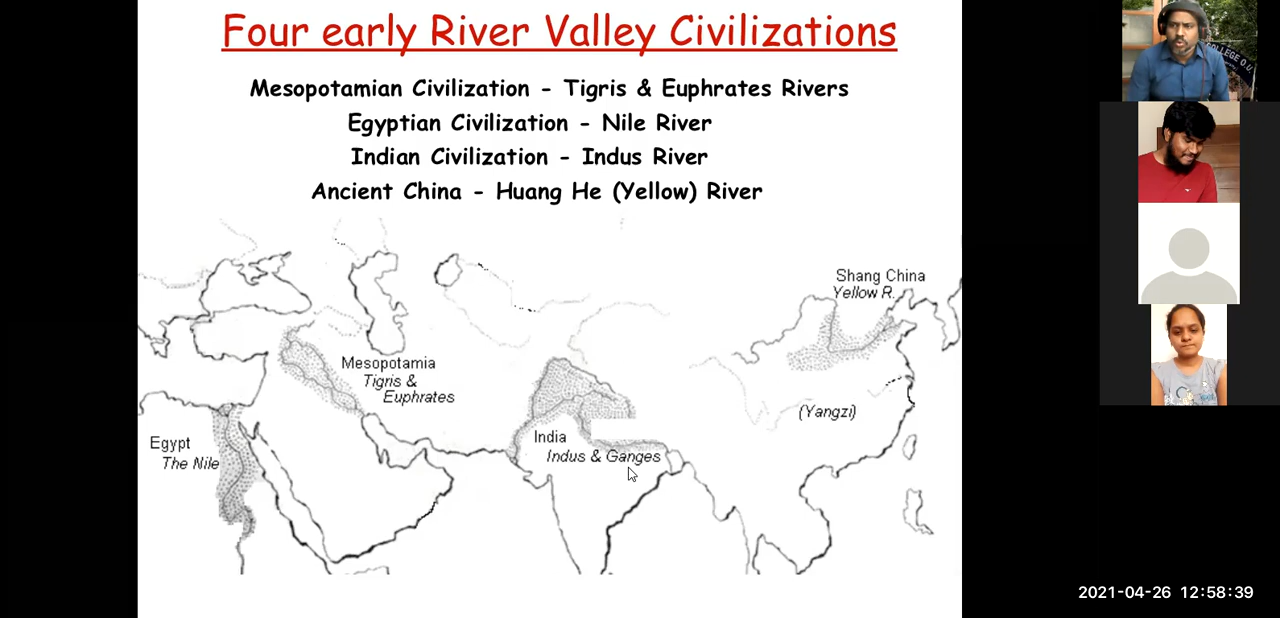 Four early River Valley Civilizations
Mesopotamian Civilization - Tigris & Euphrates Rivers
Egyptian Civilization - Nile River
Indian Civilization - Indus River
Ancient China - Huang He (Yellow) River
Shang China
Yellow R.
Mesopotamia
Tigris &
Euphrates
(Yangzi)
Egypt
The Nile
India
Indus & Ganges
COLLEGE O.U
2021-04-26 12:58:39